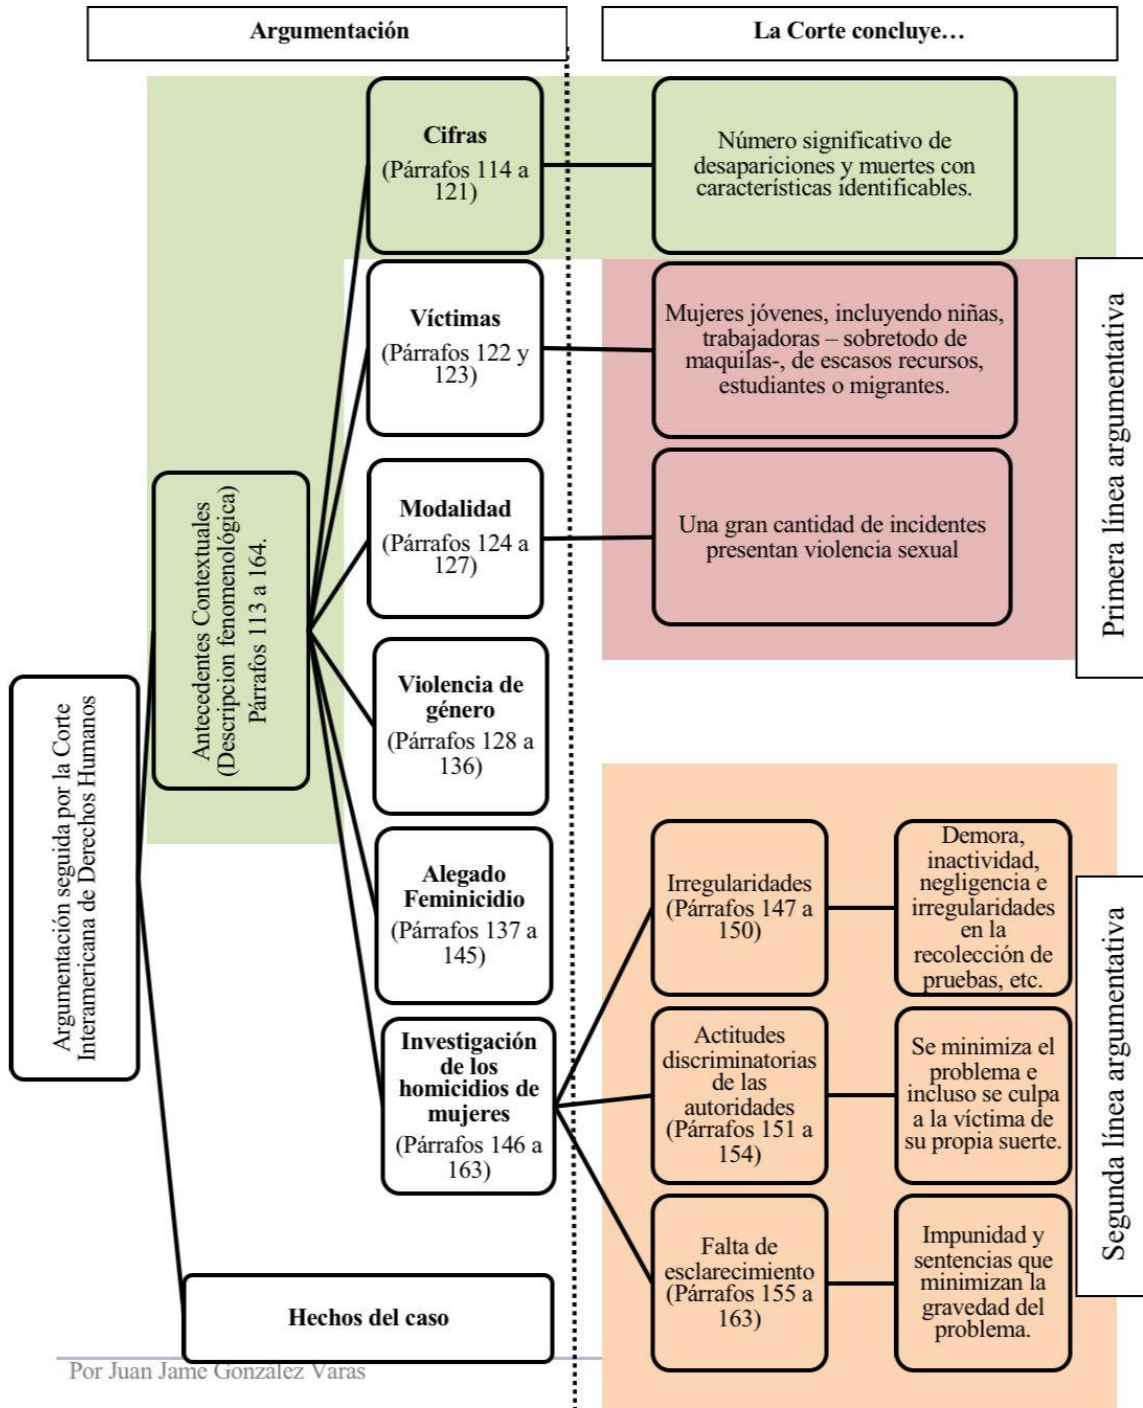 Argumentación
La Corte concluye…
Cifras
(Párrafos 114 a
121)
Número significativo de
desapariciones y muertes con
características identificables.
Víctimas
(Párrafos 122 y
123)
Mujeres jóvenes, incluyendo niñas,
trabajadoras – sobretodo de
maquilas-, de escasos recursos,
estudiantes o migrantes.
Modalidad
(Párrafos 124 a
127)
Una gran cantidad de incidentes
presentan violencia sexual
Primera línea argumentativa
Antecedentes Contextuales
(Descripcion fenomenológica)
Párrafos 113 a 164.
Violencia de
género
(Párrafos 128 a
136)
Argumentación seguida por la Corte
Interamericana de Derechos Humanos
Alegado
Feminicidio
(Párrafos 137 a
145)
Irregularidades
(Párrafos 147 a
150)
Demora,
inactividad,
negligencia e
irregularidades
en la
recolección de
pruebas, etc.
Investigación
de los
homicidios de
mujeres
(Párrafos 146 a
163)
Actitudes
discriminatorias
de las
autoridades
(Párrafos 151 a
154)
Se minimiza el
problema e
incluso se culpa
a la víctima de
su propia suerte.
Segunda línea argumentativa
Falta de
esclarecimiento
(Párrafos 155 a
163)
Impunidad y
sentencias que
minimizan la
gravedad del
problema.
Hechos del caso
Por Juan Jame González Varas